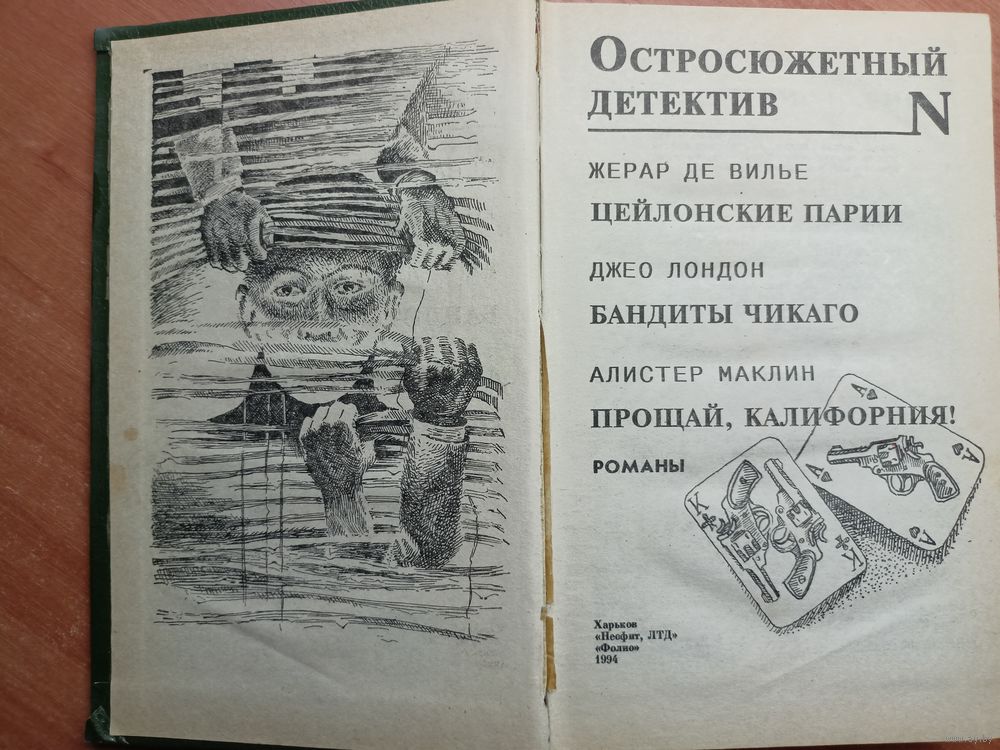 ОСТРОСЮЖЕТНЫЙ
ДЕТЕКТИВ
N
ЖЕРАР ДЕ ВИЛЬЕ
ЦЕЙЛОНСКИЕ ПАРИИ
ДЖЕО ЛОНДОН
БАНДИТЫ ЧИКАГО
АЛИСТЕР МАКЛИН
ПРОЩАЙ, КАЛИФОРНИЯ!
РОМАНЫ
A
A
A
K
K
Харьков
«Неофит, ЛТД»
«Фолио»
1994